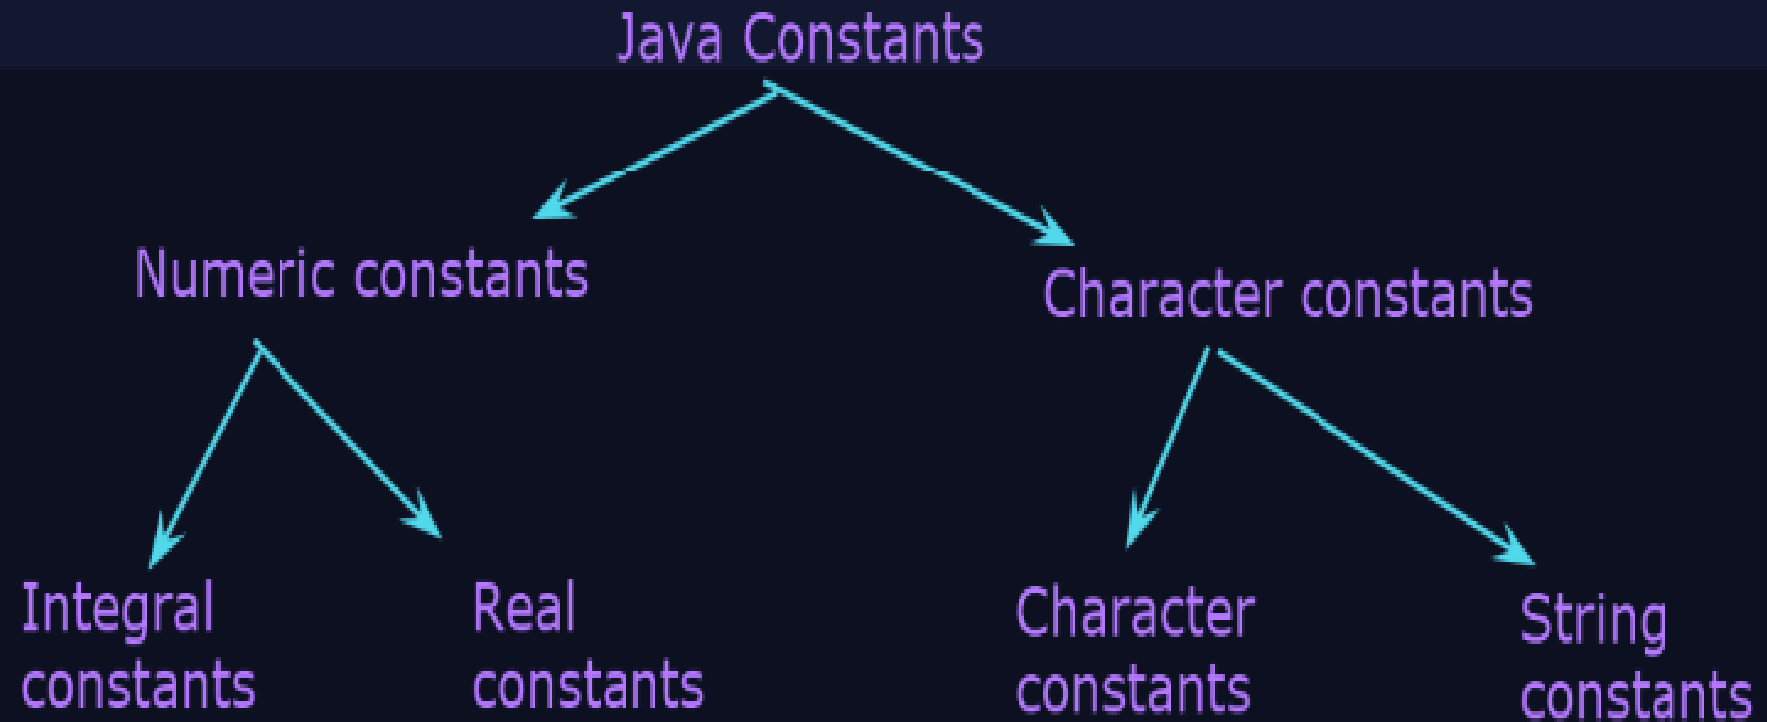 Java Constants
Numeric constants
Character constants
Integral
constants
Real
constants
Character
constants
String
constants